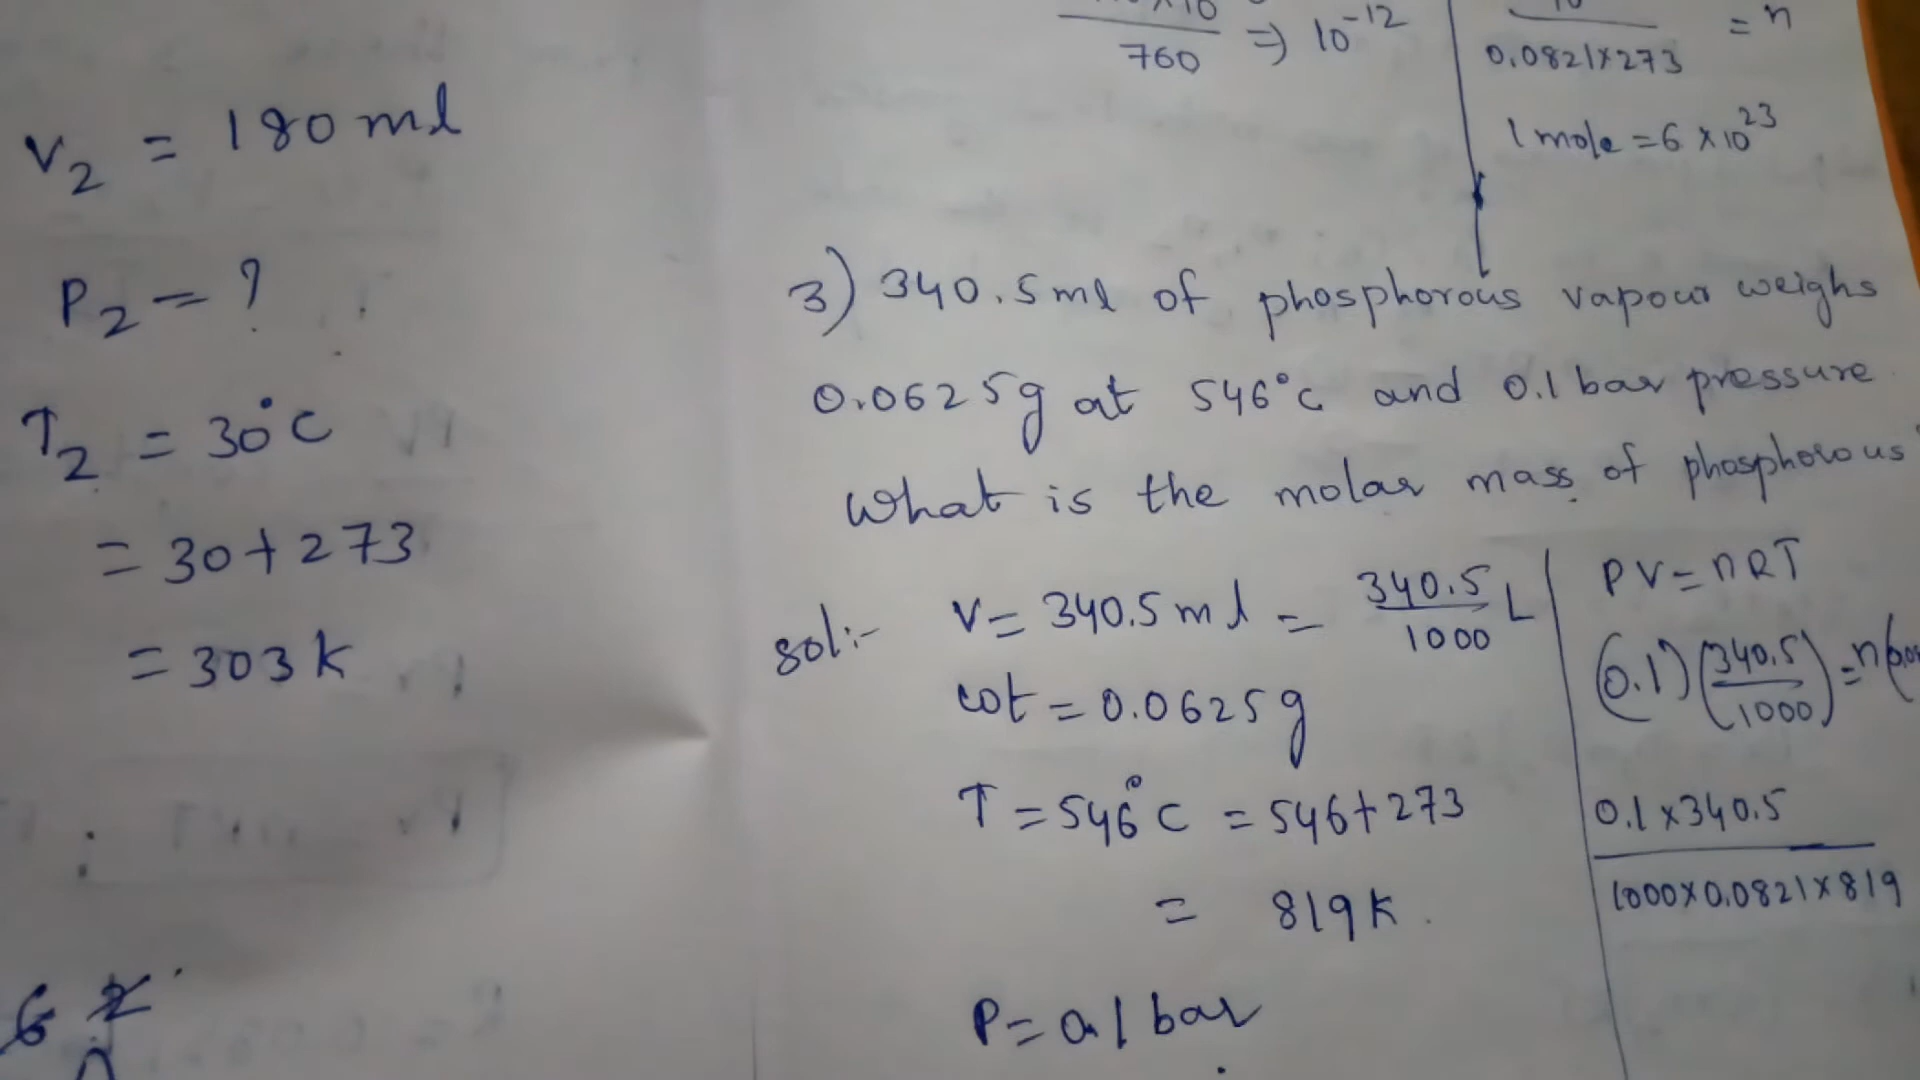 V2 = 180 ml
P2 = ?
T2 = 30°C
= 30+273
= 303K
760 => 10^-12
0.0821×273 = n
1 mole = 6×10^23
3) 340.5ml of phosphorous vapour weighs
0.0625g at 546°C and 0.1 bar pressure
What is the molar mass of phosphorous
sol:- V = 340.5 ml = 340.5/1000 L
wt = 0.0625g
T = 546°C = 546+273
= 819K.
P = 0.1 bar
PV = nRT
(0.1)(340.5/1000) = n(
0.1×340.5
1000×0.0821×819